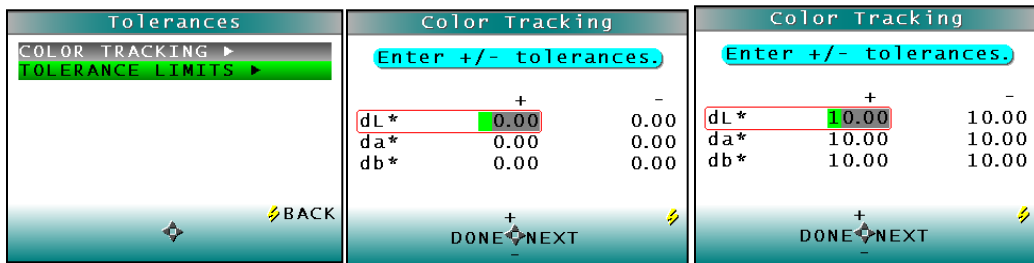 Tolerances
COLOR TRACKING ►
TOLERANCE LIMITS ►
BACK
Color Tracking
Enter +/- tolerances.
+ -
dL* 0.00 0.00
da* 0.00 0.00
db* 0.00 0.00
+
DONE NEXT
-
Color Tracking
Enter +/- tolerances.
+ -
dL* 10.00 10.00
da* 10.00 10.00
db* 10.00 10.00
+
DONE NEXT
-